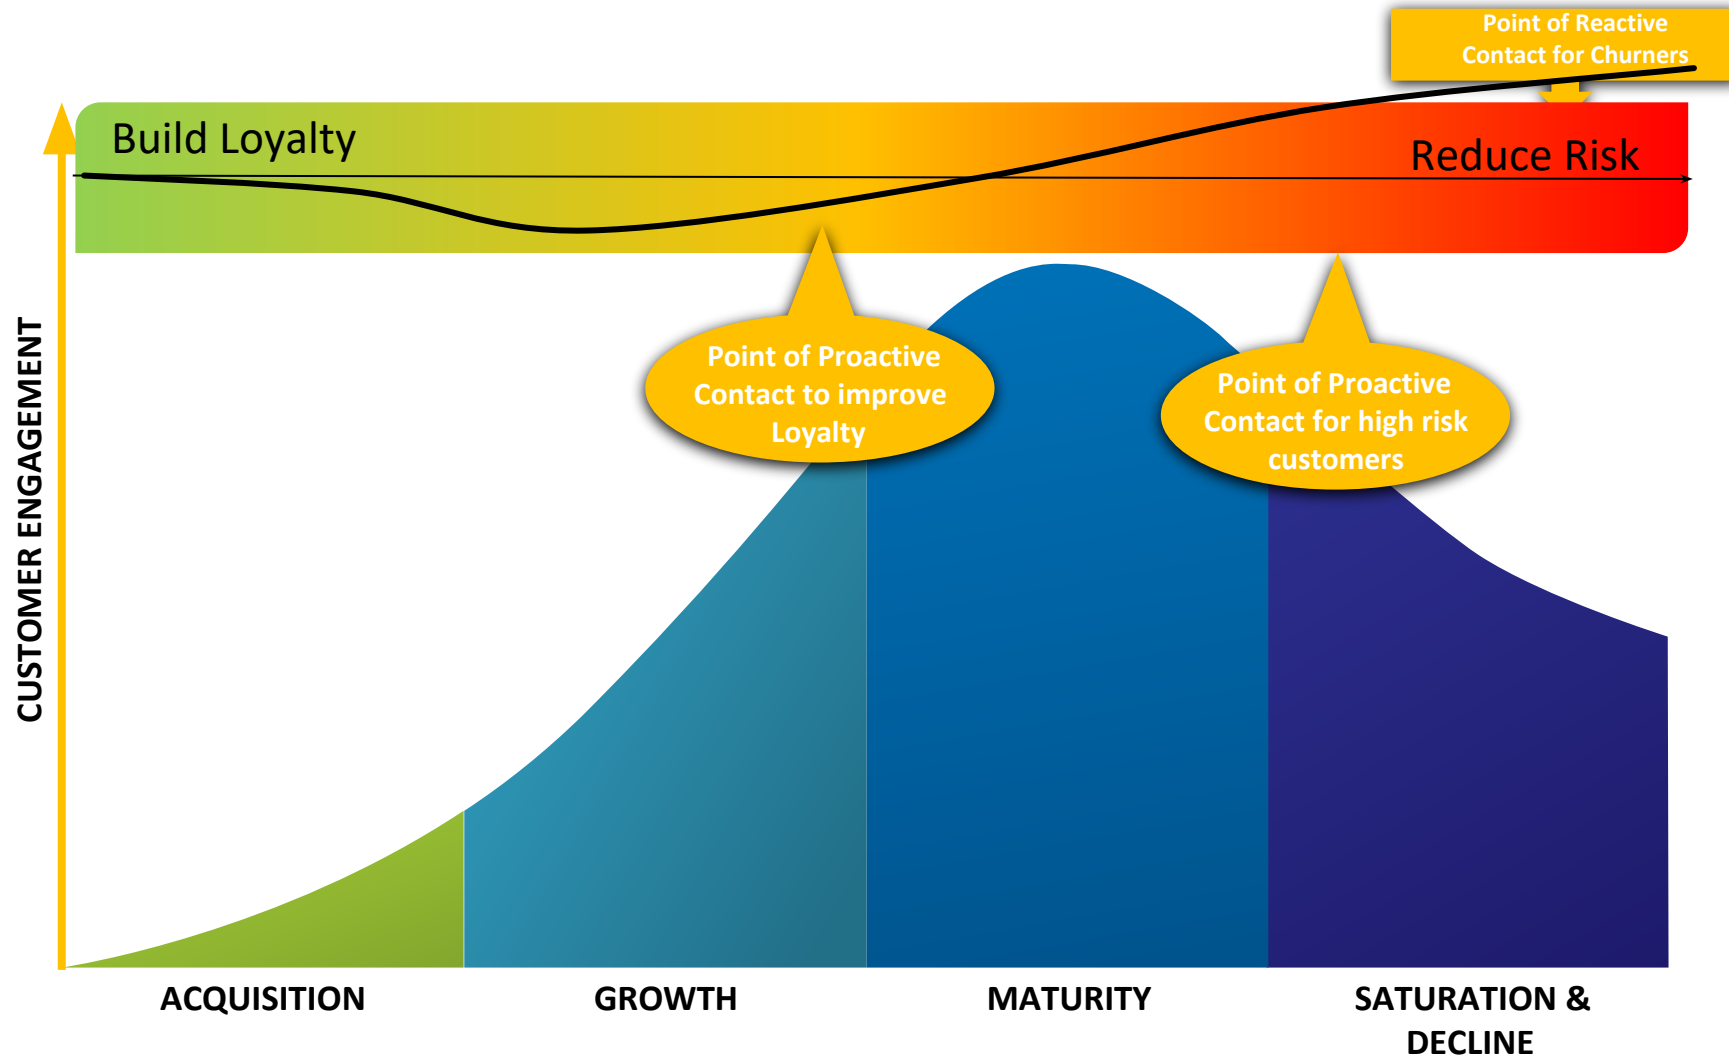 Point of Reactive
Contact for Churners
Build Loyalty
Reduce Risk
Point of Proactive
Contact to improve
Loyalty
Point of Proactive
Contact for high risk
customers
CUSTOMER ENGAGEMENT
ACQUISITION
GROWTH
MATURITY
SATURATION &
DECLINE